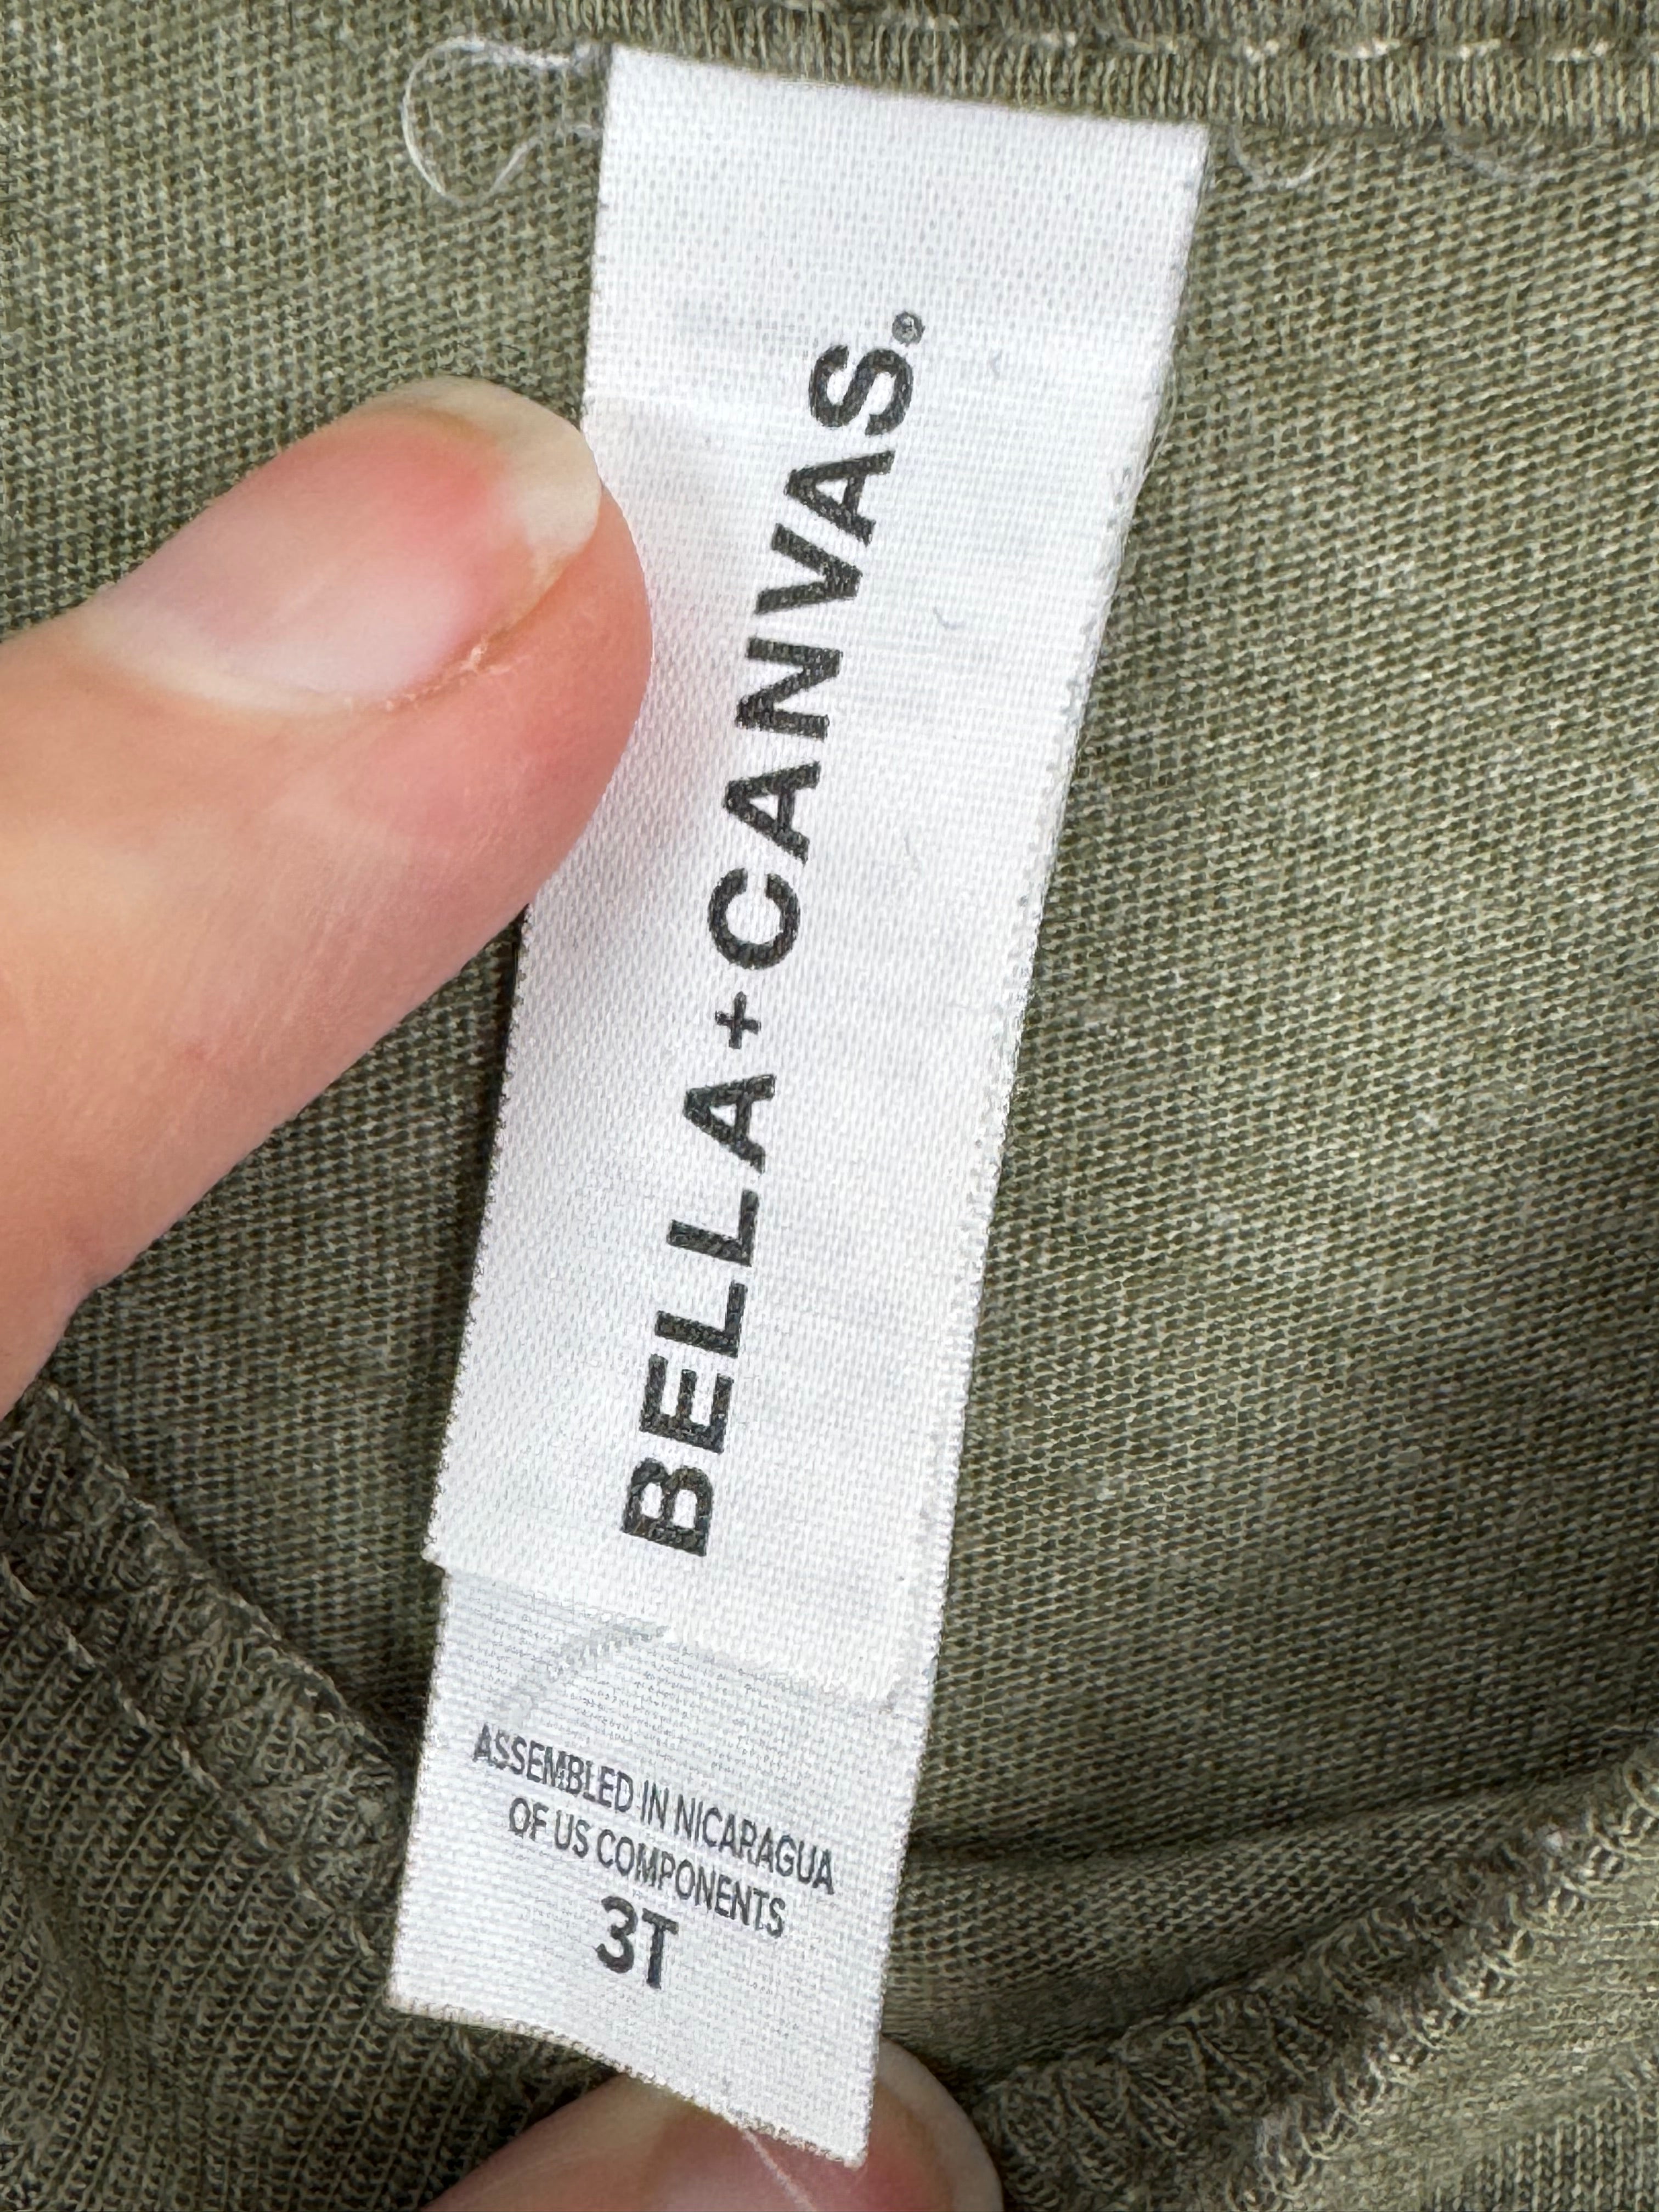 BELLA+CANVAS®
ASSEMBLED IN NICARAGUA
OF US COMPONENTS
3T